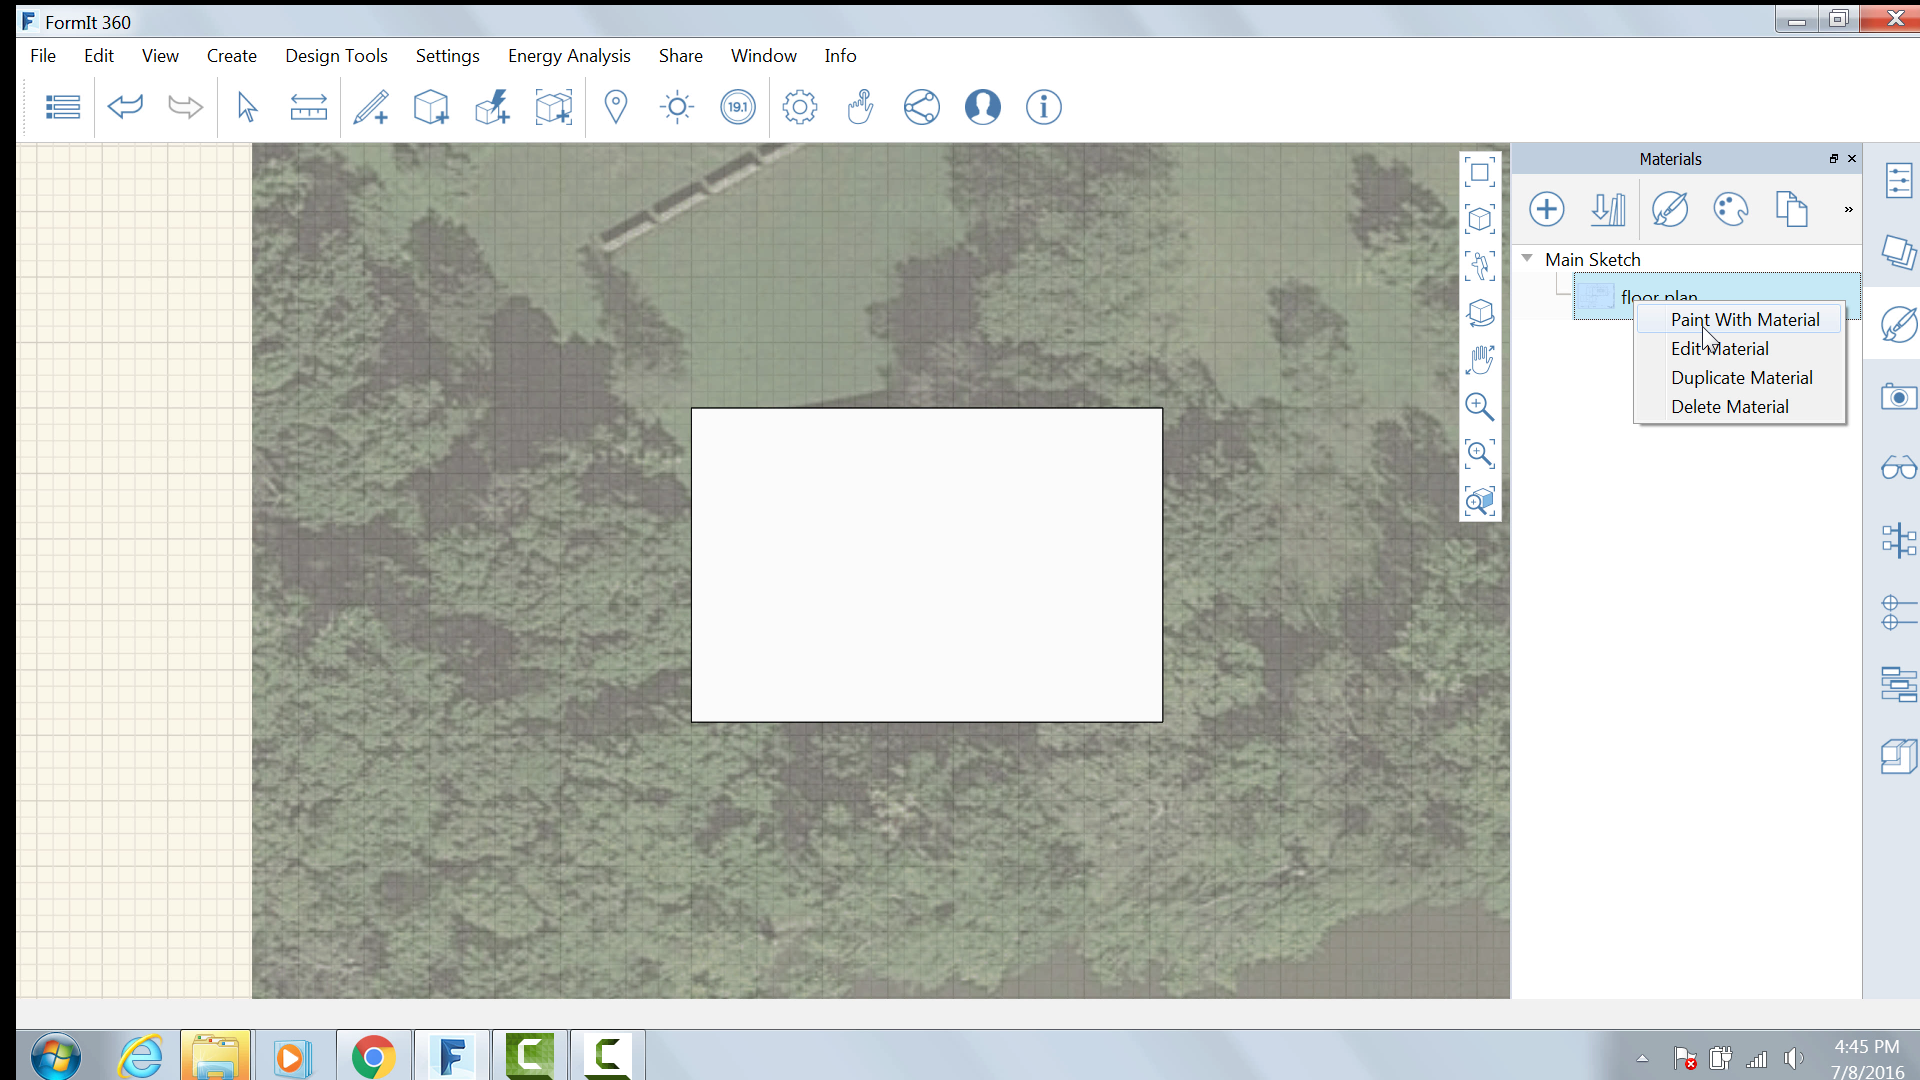 FormIt 360
File Edit View Create Design Tools Settings Energy Analysis Share Window Info
19.1
Materials
»
Main Sketch
floor plan
Paint With Material
Edit Material
Duplicate Material
Delete Material
4:45 PM
7/8/2016